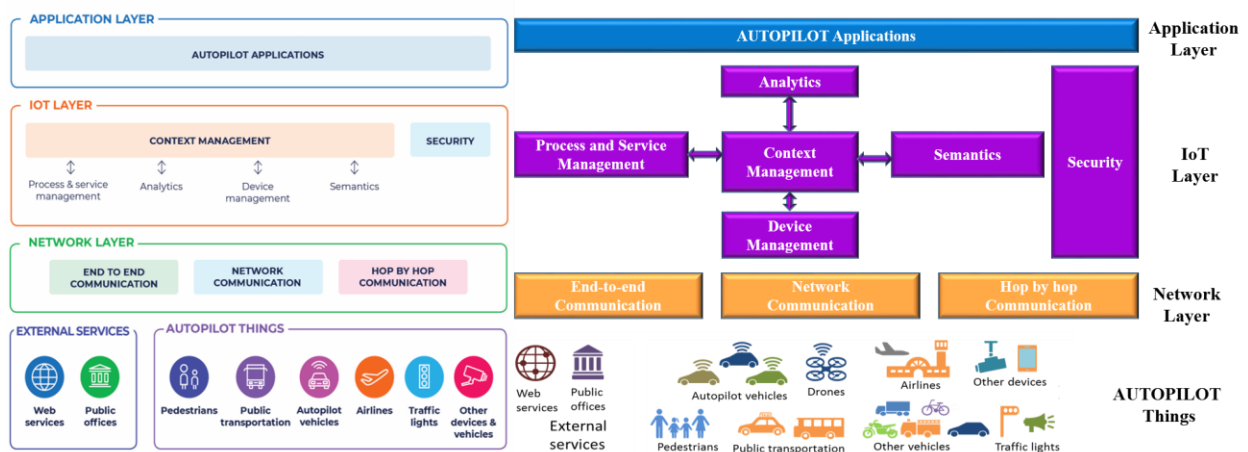 APPLICATION LAYER
AUTOPILOT APPLICATIONS
IOT LAYER
CONTEXT MANAGEMENT
SECURITY
Process & service
management
Analytics
Device
management
Semantics
NETWORK LAYER
END TO END
COMMUNICATION
NETWORK
COMMUNICATION
HOP BY HOP
COMMUNICATION
EXTERNAL SERVICES
Web
services
Public
offices
AUTOPILOT THINGS
Pedestrians
Public
transportation
Autopilot
vehicles
Airlines
Traffic
lights
Other
devices &
vehicles
AUTOPILOT Applications
Application
Layer
Analytics
Process and Service
Management
Context
Management
Semantics
Security
IoT
Layer
Device
Management
End-to-end
Communication
Network
Communication
Hop by hop
Communication
Network
Layer
Web
services
Public
offices
External
services
Autopilot vehicles
Drones
Airlines
Other devices
Pedestrians
Public transportation
Other vehicles
Traffic lights
AUTOPILOT
Things